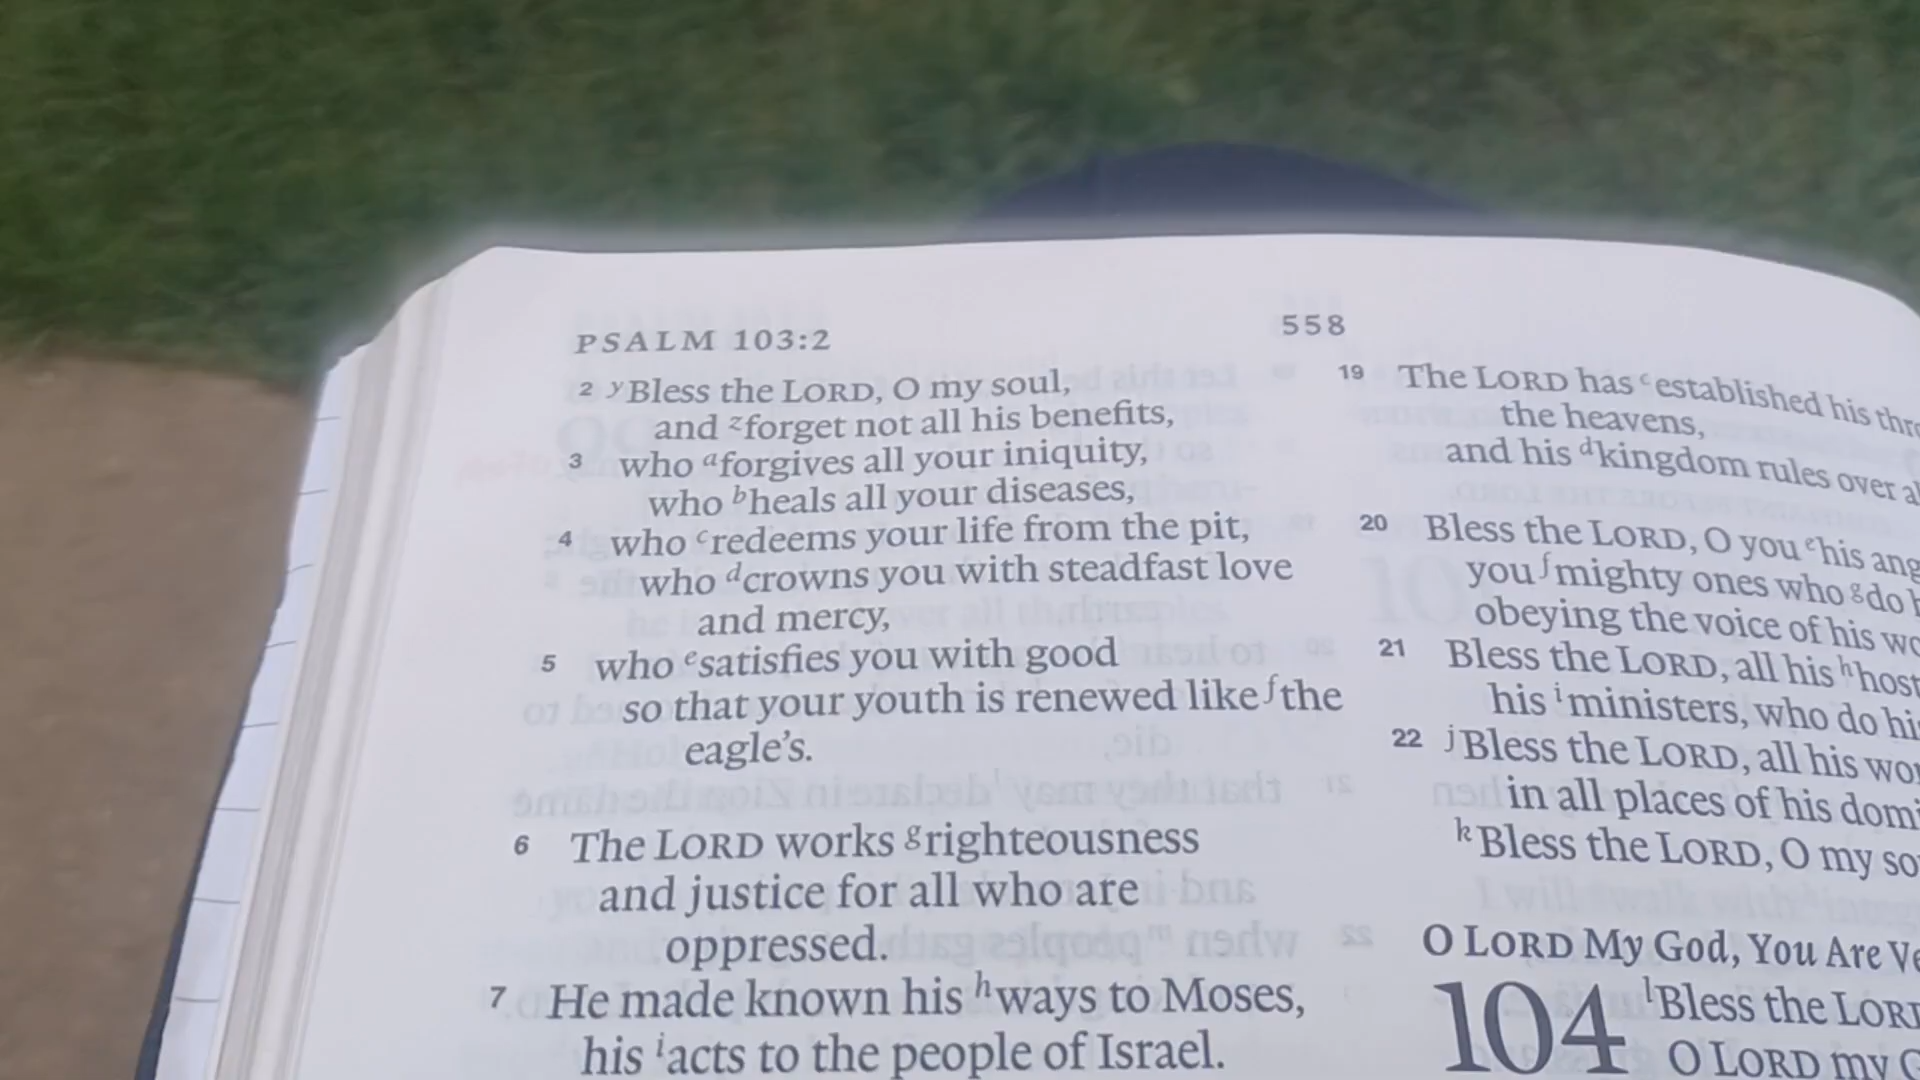 PSALM 103:2
558
2 yBless the LORD, O my soul,
and zforget not all his benefits,
3 who aforgives all your iniquity,
who bheals all your diseases,
4 who credeems your life from the pit,
who dcrowns you with steadfast love
and mercy,
5 who esatisfies you with good
so that your youth is renewed like fthe
eagle's.
6 The LORD works grighteousness
and justice for all who are
oppressed.
7 He made known his hways to Moses,
his iacts to the people of Israel.
19 The LORD has cestablished his
the heavens,
and his dkingdom rules over
20 Bless the LORD, O you ehis
you fmighty ones who gdo
obeying the voice of his
21 Bless the LORD, all his
his iministers, who do
22 jBless the LORD, all his
in all places of his
kBless the LORD, O my
O LORD My God, You Are
104 lBless the LORD
O LORD my